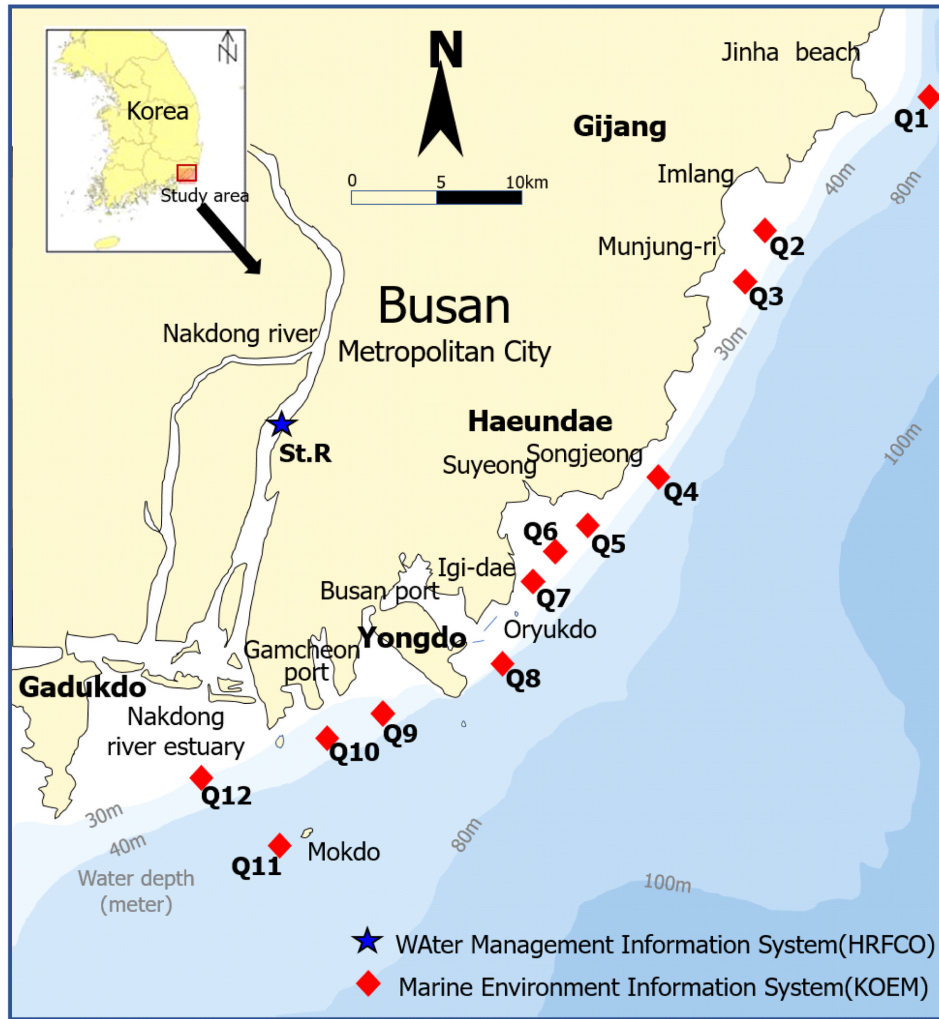 Jinha beach
N
N
Korea
Study area
Gijang
Q1
0 5 10km
Imlang
40m
80m
Munjung-ri
Q2
Q3
Busan
Metropolitan City
Nakdong river
30m
Haeundae
St.R
Suyeong
Songjeong
100m
Q4
Q6
Q5
Igi-dae
Busan port
Q7
Oryukdo
Yongdo
Gamcheon
port
Q8
Gadukdo
Nakdong
river estuary
Q9
Q10
Q12
30m
40m
80m
Q11
Mokdo
Water depth
(meter)
100m
WAter Management Information System(HRFCO)
Marine Environment Information System(KOEM)